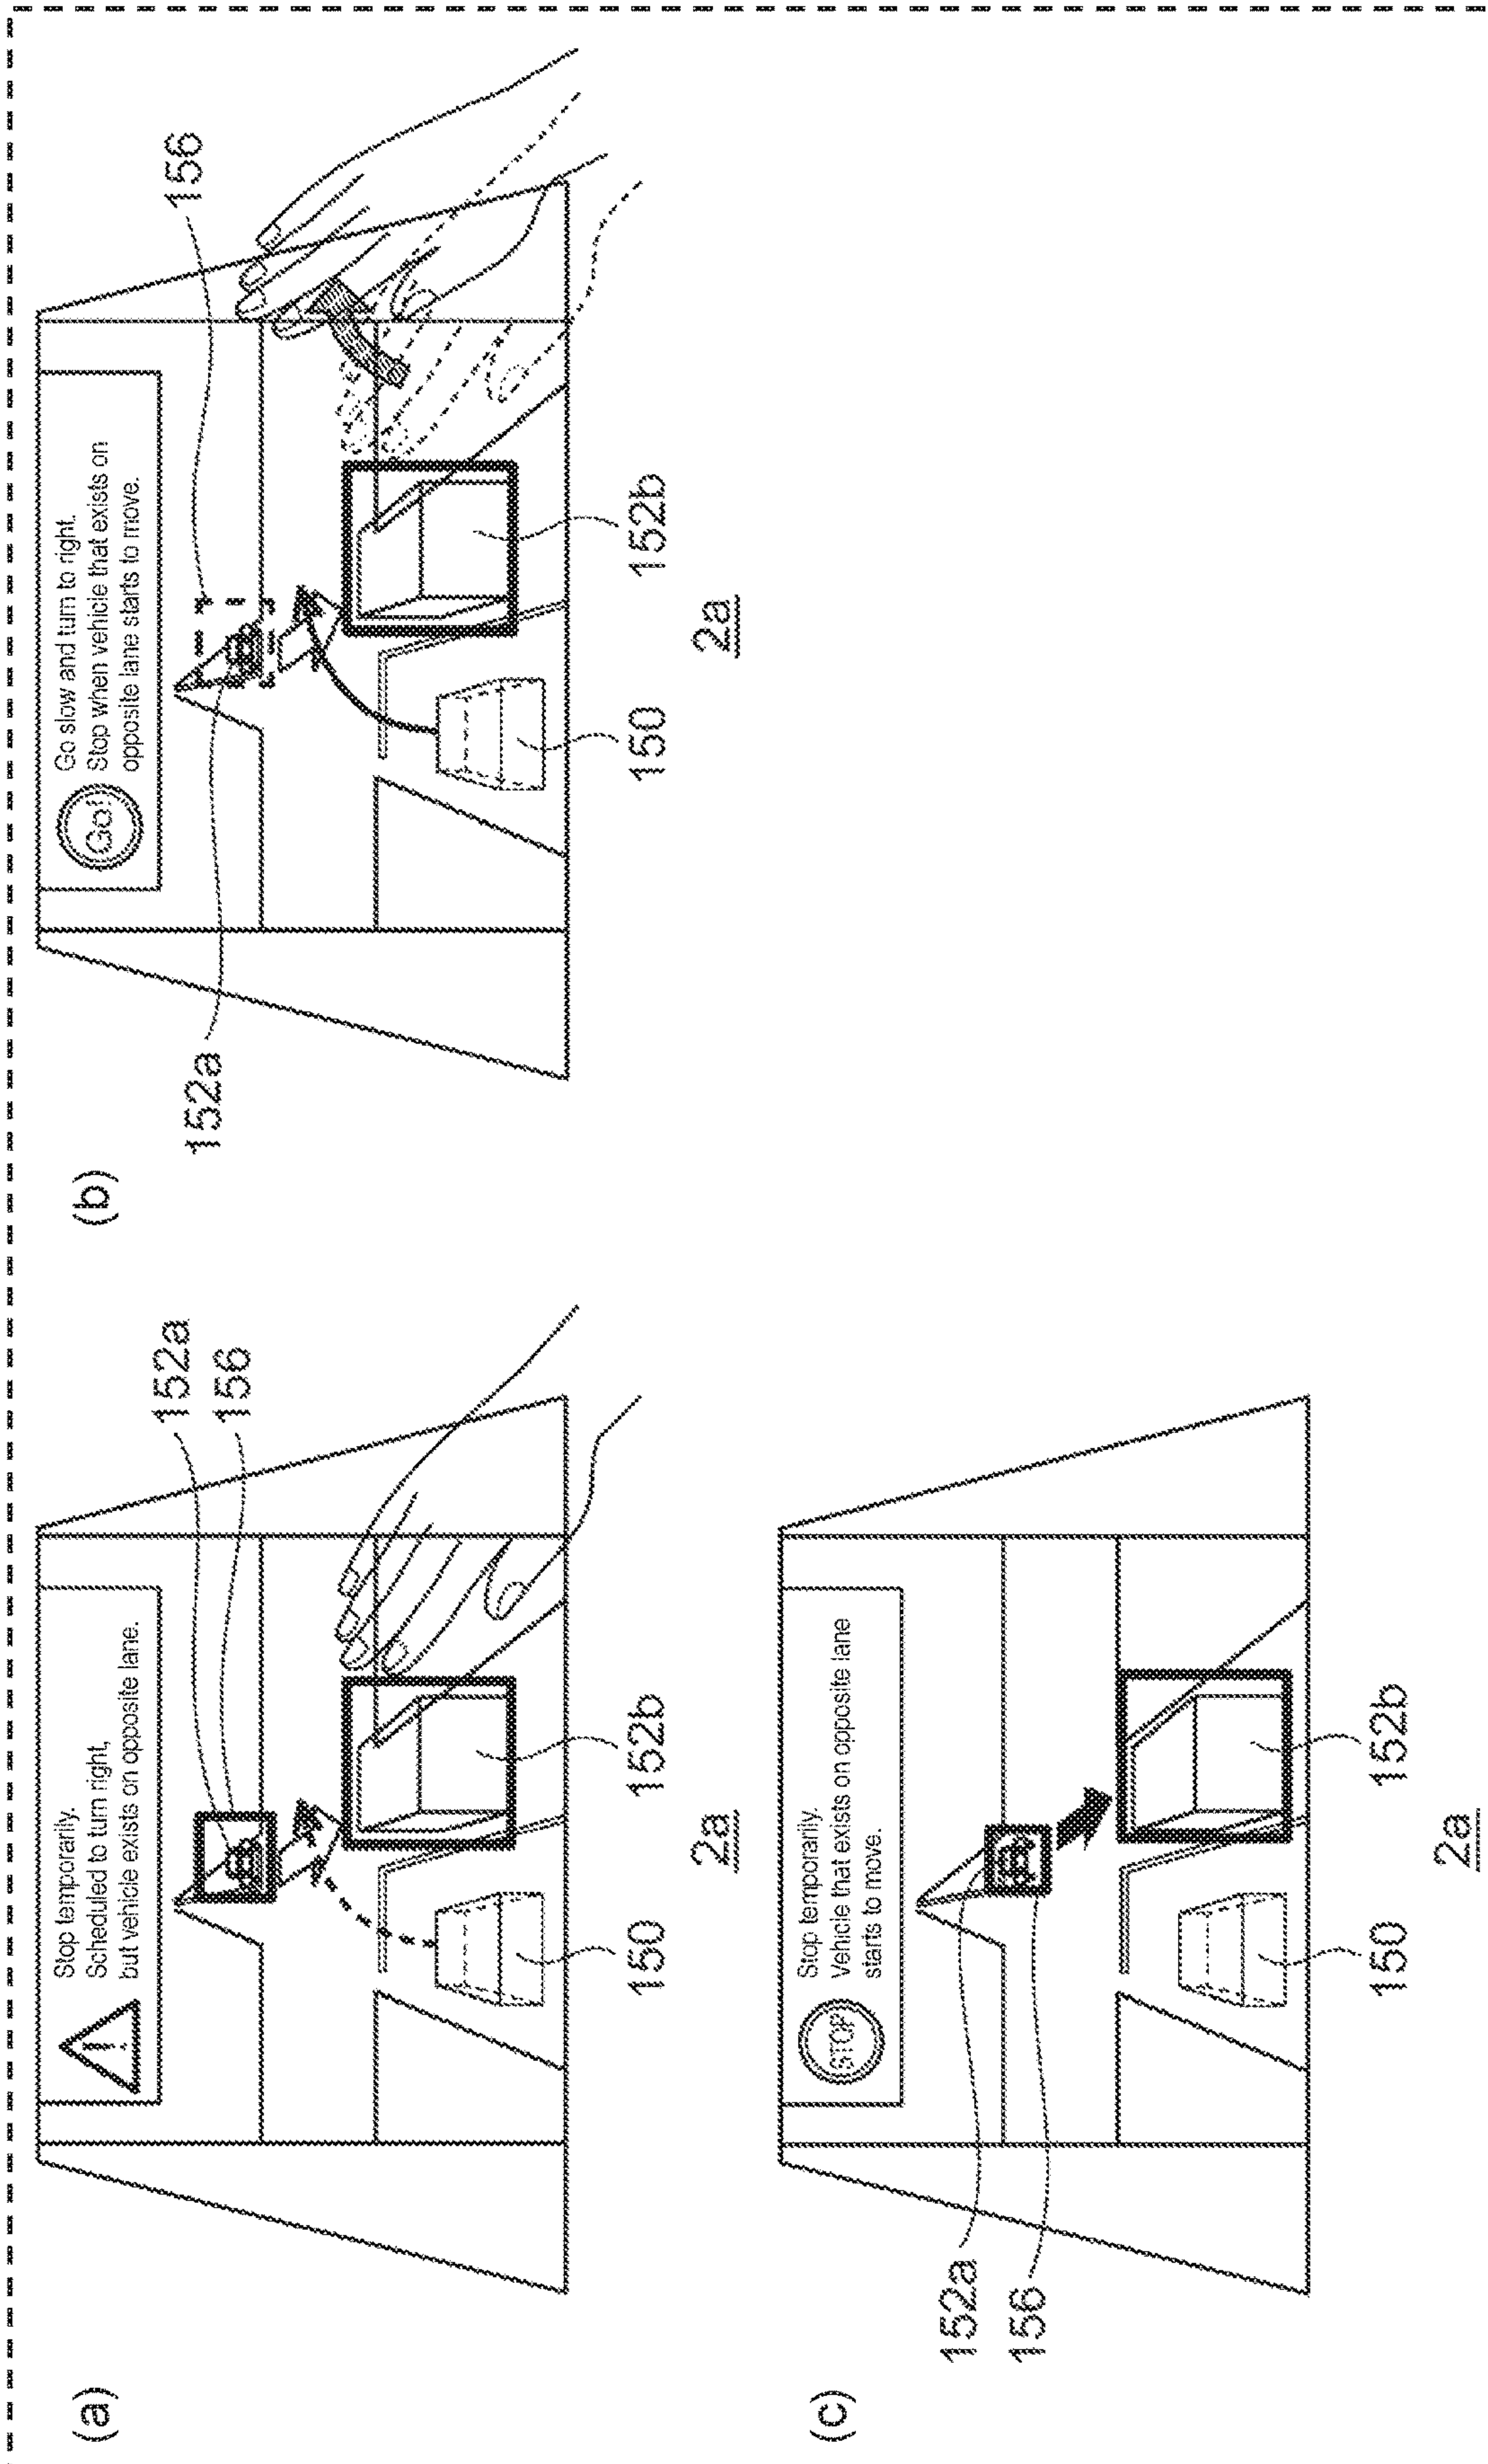 (a)
Stop temporarily.
Scheduled to turn right,
but vehicle exists on opposite lane.
152a
156
150
152b
2a
(b)
Go!
Go slow and turn to right.
Stop when vehicle that exists on
opposite lane starts to move.
152a
156
150
152b
2a
(c)
STOP
Stop temporarily.
Vehicle that exists on opposite lane
starts to move.
152a
156
150
152b
2a